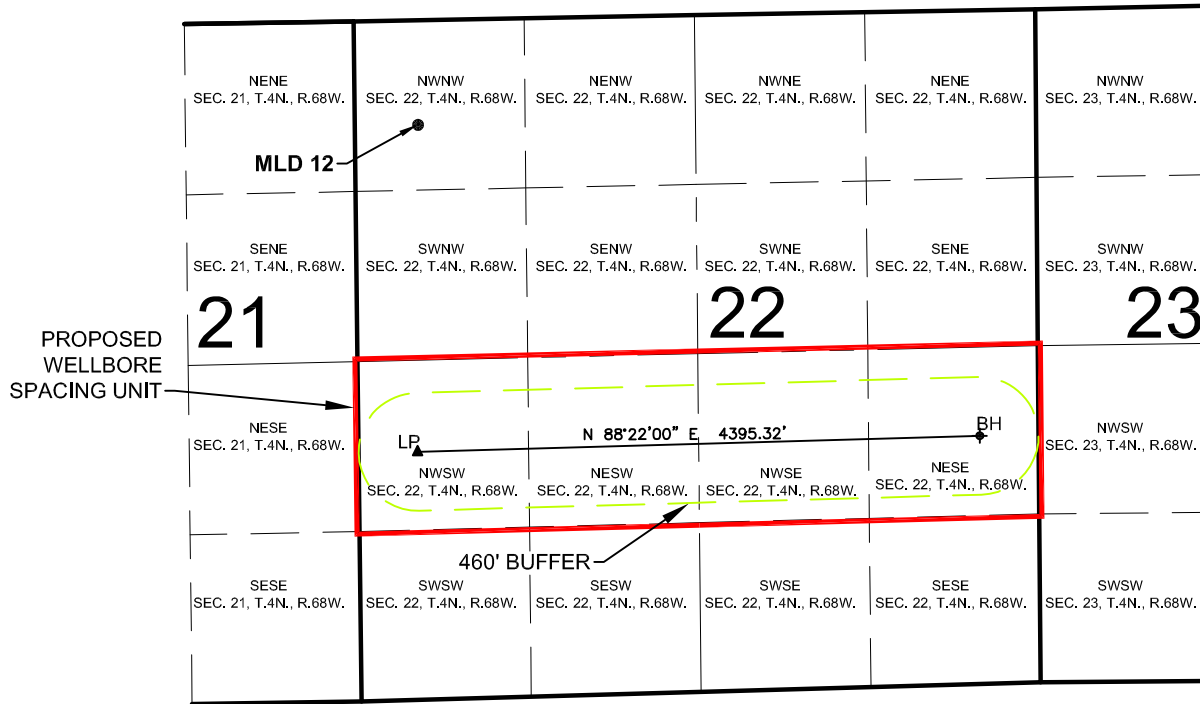 NENE
SEC. 21, T.4N., R.68W.
NWNW
SEC. 22, T.4N., R.68W.
NENW
SEC. 22, T.4N., R.68W.
NWNE
SEC. 22, T.4N., R.68W.
NENE
SEC. 22, T.4N., R.68W.
NWNW
SEC. 23, T.4N., R.68W.
MLD 12
SENE
SEC. 21, T.4N., R.68W.
SWNW
SEC. 22, T.4N., R.68W.
SENW
SEC. 22, T.4N., R.68W.
SWNE
SEC. 22, T.4N., R.68W.
SENE
SEC. 22, T.4N., R.68W.
SWNW
SEC. 23, T.4N., R.68W.
21
22
23
PROPOSED
WELLBORE
SPACING UNIT
NESE
SEC. 21, T.4N., R.68W.
LP
N 88°22'00" E 4395.32'
BH
NWSW
SEC. 22, T.4N., R.68W.
NESW
SEC. 22, T.4N., R.68W.
NWSE
SEC. 22, T.4N., R.68W.
NESE
SEC. 22, T.4N., R.68W.
NWSW
SEC. 23, T.4N., R.68W.
460' BUFFER
SESE
SEC. 21, T.4N., R.68W.
SWSW
SEC. 22, T.4N., R.68W.
SESW
SEC. 22, T.4N., R.68W.
SWSE
SEC. 22, T.4N., R.68W.
SESE
SEC. 22, T.4N., R.68W.
SWSW
SEC. 23, T.4N., R.68W.